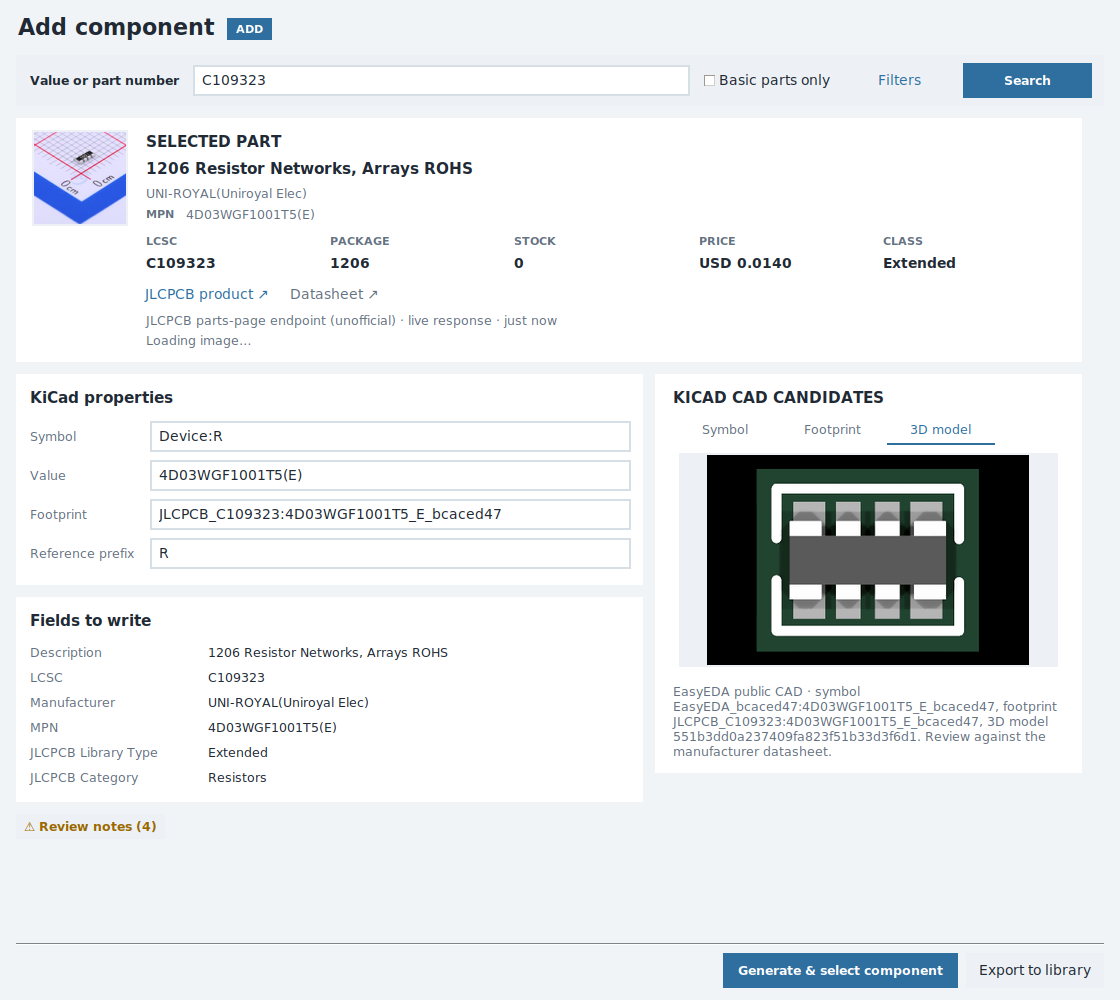 Add component ADD
Value or part number C109323 Basic parts only Filters Search
SELECTED PART
1206 Resistor Networks, Arrays ROHS
UNI-ROYAL(Uniroyal Elec)
MPN 4D03WGF1001T5(E)
LCSC PACKAGE STOCK PRICE CLASS
C109323 1206 0 USD 0.0140 Extended
JLCPCB product ↗ Datasheet ↗
JLCPCB parts-page endpoint (unofficial) · live response · just now
Loading image...
0cm 0cm
KiCad properties
Symbol Device:R
Value 4D03WGF1001T5(E)
Footprint JLCPCB_C109323:4D03WGF1001T5_E_bcaced47
Reference prefix R
Fields to write
Description 1206 Resistor Networks, Arrays ROHS
LCSC C109323
Manufacturer UNI-ROYAL(Uniroyal Elec)
MPN 4D03WGF1001T5(E)
JLCPCB Library Type Extended
JLCPCB Category Resistors
⚠ Review notes (4)
KICAD CAD CANDIDATES
Symbol Footprint 3D model
EasyEDA public CAD · symbol
EasyEDA_bcaced47:4D03WGF1001T5_E_bcaced47, footprint
JLCPCB_C109323:4D03WGF1001T5_E_bcaced47, 3D model
551b3dd0a237409fa823f51b33d3f6d1. Review against the
manufacturer datasheet.
Generate & select component Export to library